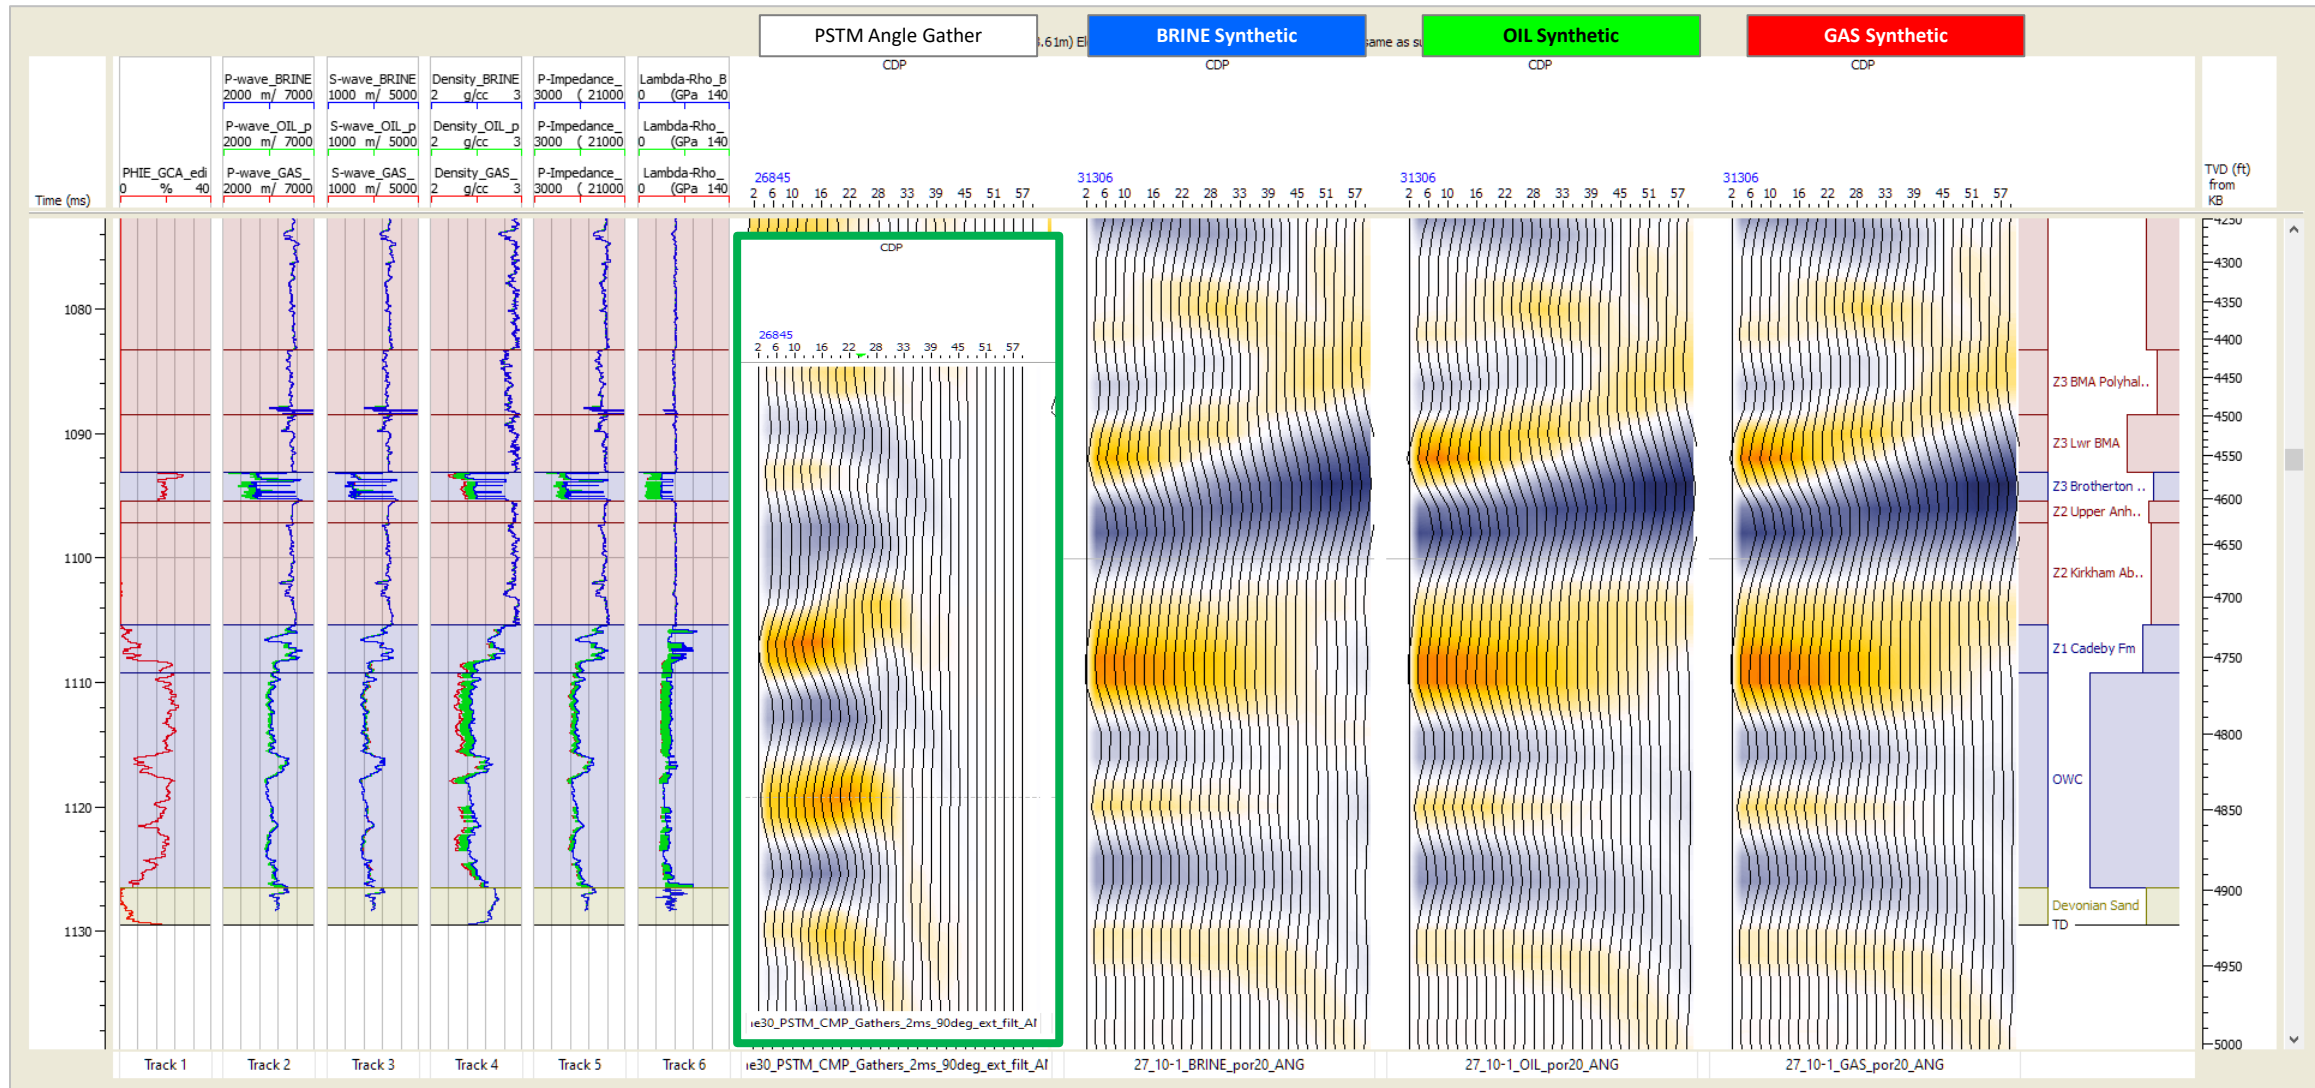 PSTM Angle Gather
BRINE Synthetic
OIL Synthetic
GAS Synthetic
.61m) El
same as su
CDP
CDP
CDP
CDP
P-wave_BRINE
2000 m/ 7000
S-wave_BRINE
1000 m/ 5000
Density_BRINE
2 g/cc 3
P-Impedance_
3000 ( 21000
Lambda-Rho_B
0 (GPa 140
P-wave_OIL_p
2000 m/ 7000
S-wave_OIL_p
1000 m/ 5000
Density_OIL_p
2 g/cc 3
P-Impedance_
3000 ( 21000
Lambda-Rho_
0 (GPa 140
PHIE_GCA_edi
0 % 40
P-wave_GAS_
2000 m/ 7000
S-wave_GAS_
1000 m/ 5000
Density_GAS_
2 g/cc 3
P-Impedance_
3000 ( 21000
Lambda-Rho_
0 (GPa 140
Time (ms)
26845
2 6 10 16 22 28 33 39 45 51 57
31306
2 6 10 16 22 28 33 39 45 51 57
31306
2 6 10 16 22 28 33 39 45 51 57
31306
2 6 10 16 22 28 33 39 45 51 57
TVD (ft)
from
KB
CDP
26845
2 6 10 16 22 28 33 39 45 51 57
1080
1090
1100
1110
1120
1130
Z3 BMA Polyhal..
Z3 Lwr BMA
Z3 Brotherton ..
Z2 Upper Anh..
Z2 Kirkham Ab..
Z1 Cadeby Fm
OWC
Devonian Sand
TD
4250
4300
4350
4400
4450
4500
4550
4600
4650
4700
4750
4800
4850
4900
4950
5000
ıe30_PSTM_CMP_Gathers_2ms_90deg_ext_filt_AI
Track 1
Track 2
Track 3
Track 4
Track 5
Track 6
ıe30_PSTM_CMP_Gathers_2ms_90deg_ext_filt_AI
27_10-1_BRINE_por20_ANG
27_10-1_OIL_por20_ANG
27_10-1_GAS_por20_ANG